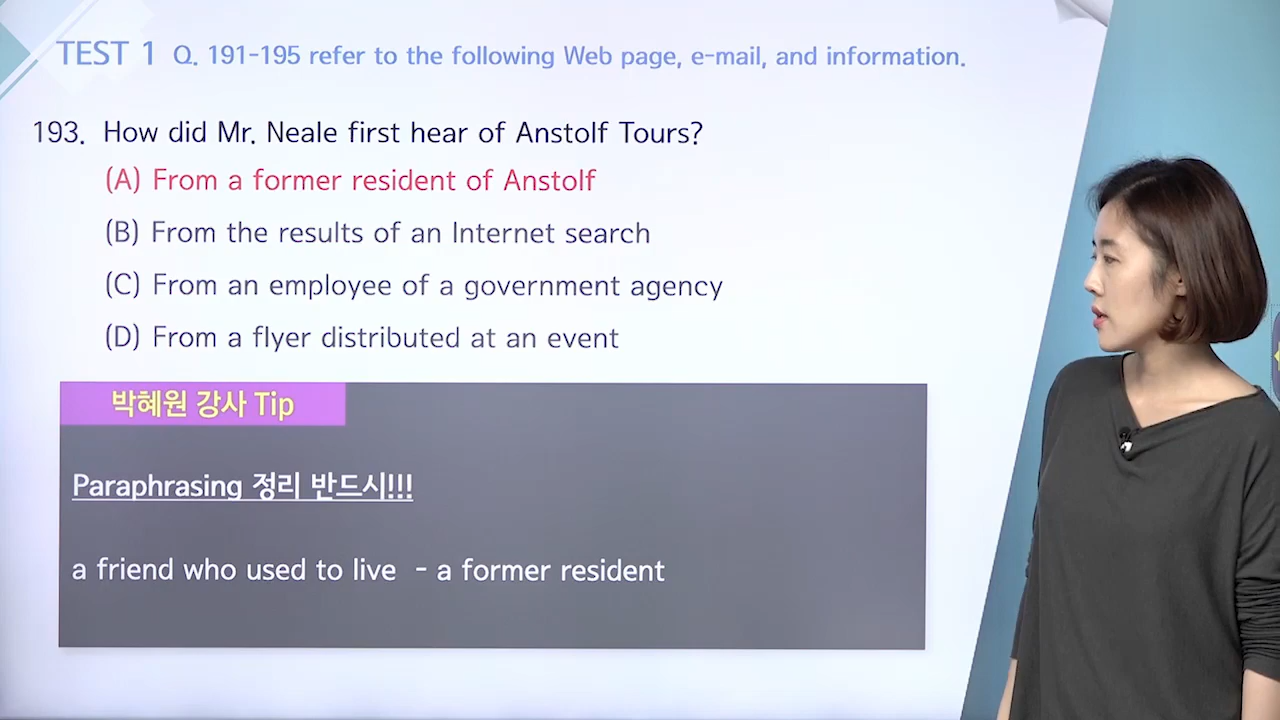 TEST 1 Q. 191-195 refer to the following Web page, e-mail, and information.
193. How did Mr. Neale first hear of Anstolf Tours?
(A) From a former resident of Anstolf
(B) From the results of an Internet search
(C) From an employee of a government agency
(D) From a flyer distributed at an event
박혜원 강사 Tip
Paraphrasing 정리 반드시!!!
a friend who used to live - a former resident